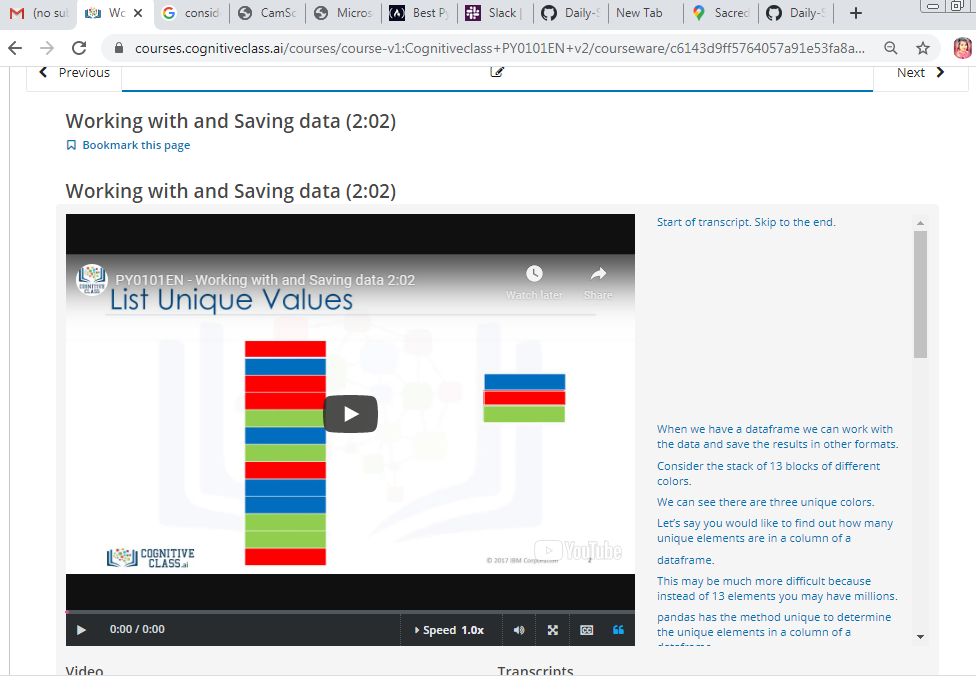 (no sul
Wo
consid
CamSc
Micros
Best Py
Slack |
Daily-S
New Tab
Sacred
Daily-S
courses.cognitiveclass.ai/courses/course-v1:Cognitiveclass+PY0101EN+v2/courseware/c6143d9ff5764057a91e53fa8a...
Previous
Next
Working with and Saving data (2:02)
Bookmark this page
Working with and Saving data (2:02)
PY0101EN - Working with and Saving data 2:02
Watch later
Share
List Unique Values
COGNITIVE
CLASS.ai
© 2017 IBM Corporation
2
YouTube
0:00 / 0:00
Speed 1.0x
Start of transcript. Skip to the end.
When we have a dataframe we can work with
the data and save the results in other formats.
Consider the stack of 13 blocks of different
colors.
We can see there are three unique colors.
Let's say you would like to find out how many
unique elements are in a column of a
dataframe.
This may be much more difficult because
instead of 13 elements you may have millions.
pandas has the method unique to determine
the unique elements in a column of a
dataframe.
Video
Transcripts